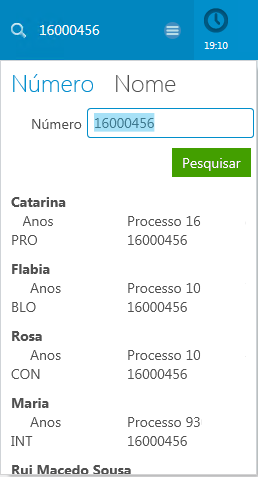 16000456
19:10
Número Nome
Número 16000456
Pesquisar
Catarina
Anos Processo 16
PRO 16000456
Flabia
Anos Processo 10
BLO 16000456
Rosa
Anos Processo 10
CON 16000456
Maria
Anos Processo 93
INT 16000456
Rui Macedo Sousa